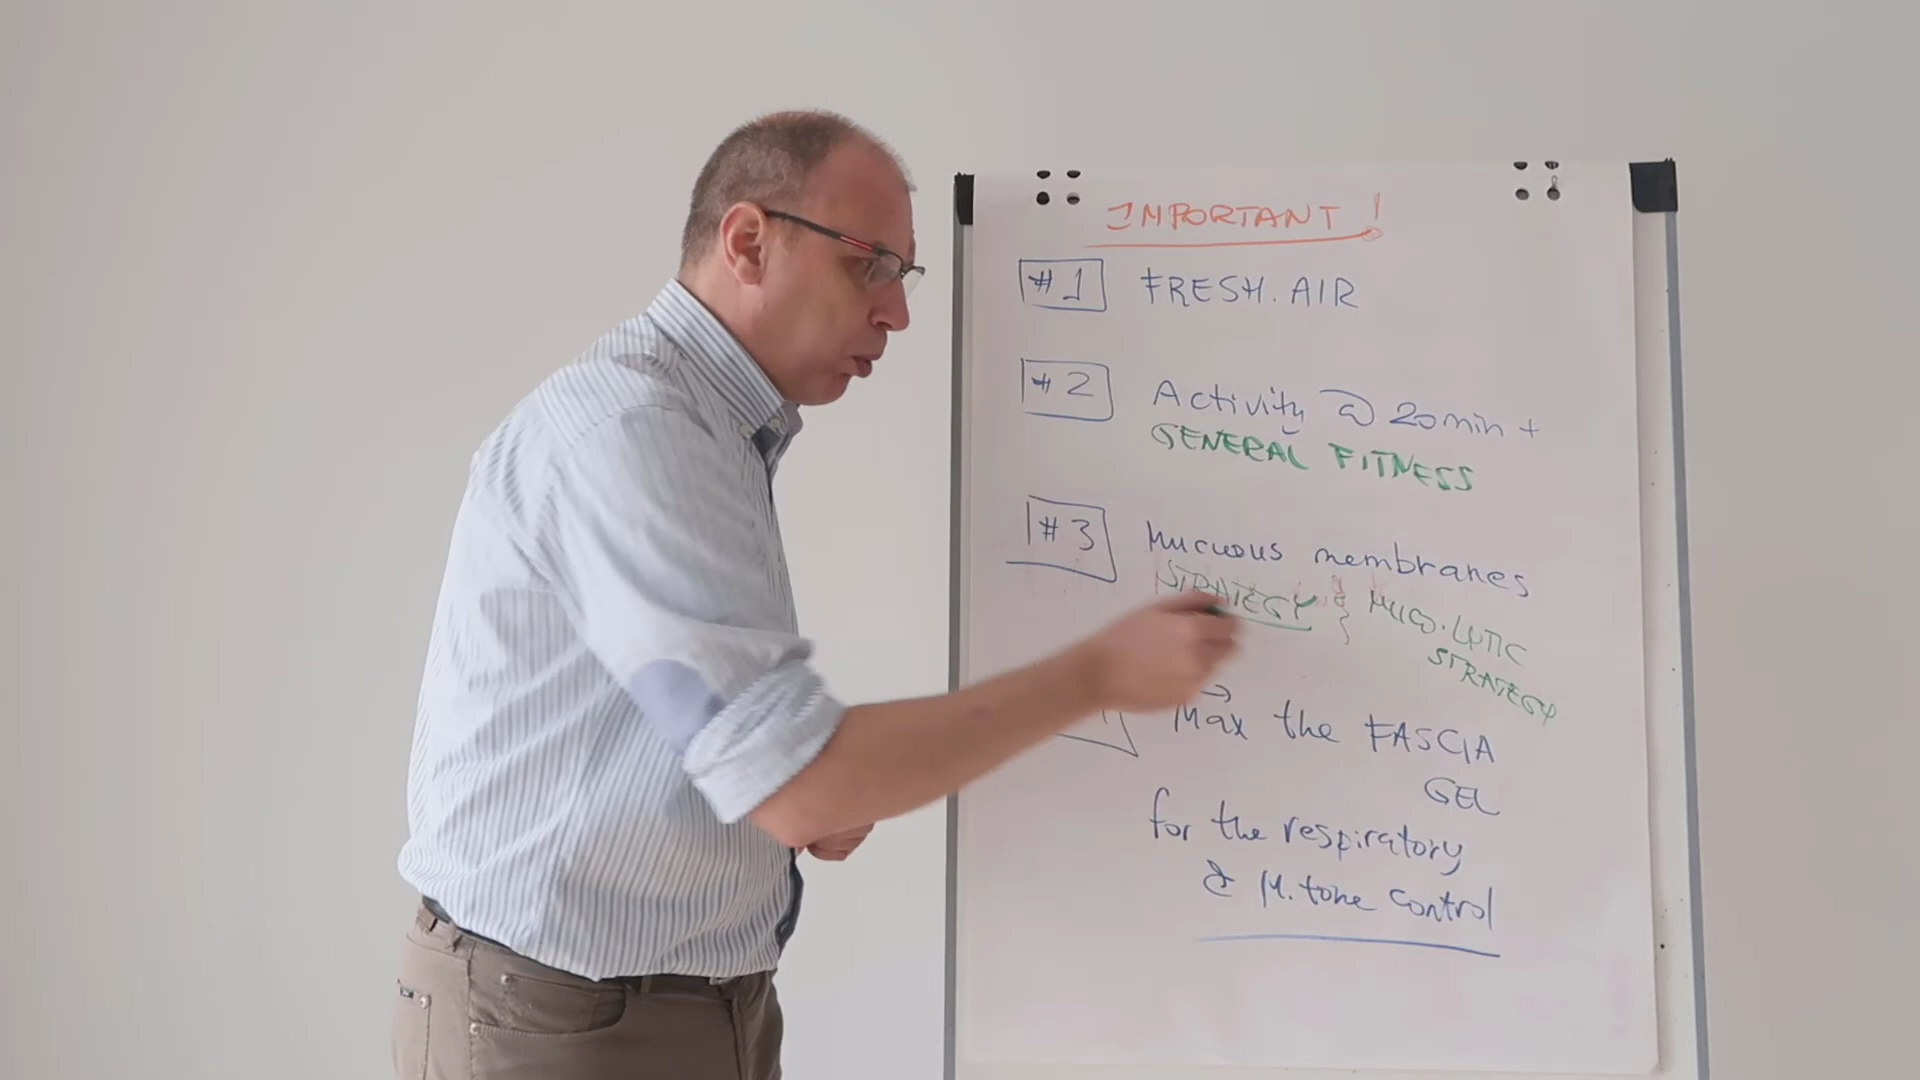 IMPORTANT!
#1 FRESH.AIR
#2 Activity @ 20min +
GENERAL FITNESS
#3 Mucuous membranes
STRATEGY } MUCO.LYTIC
STRATEGY
→
Max the FASCIA
GEL
for the respiratory
& M. tone control